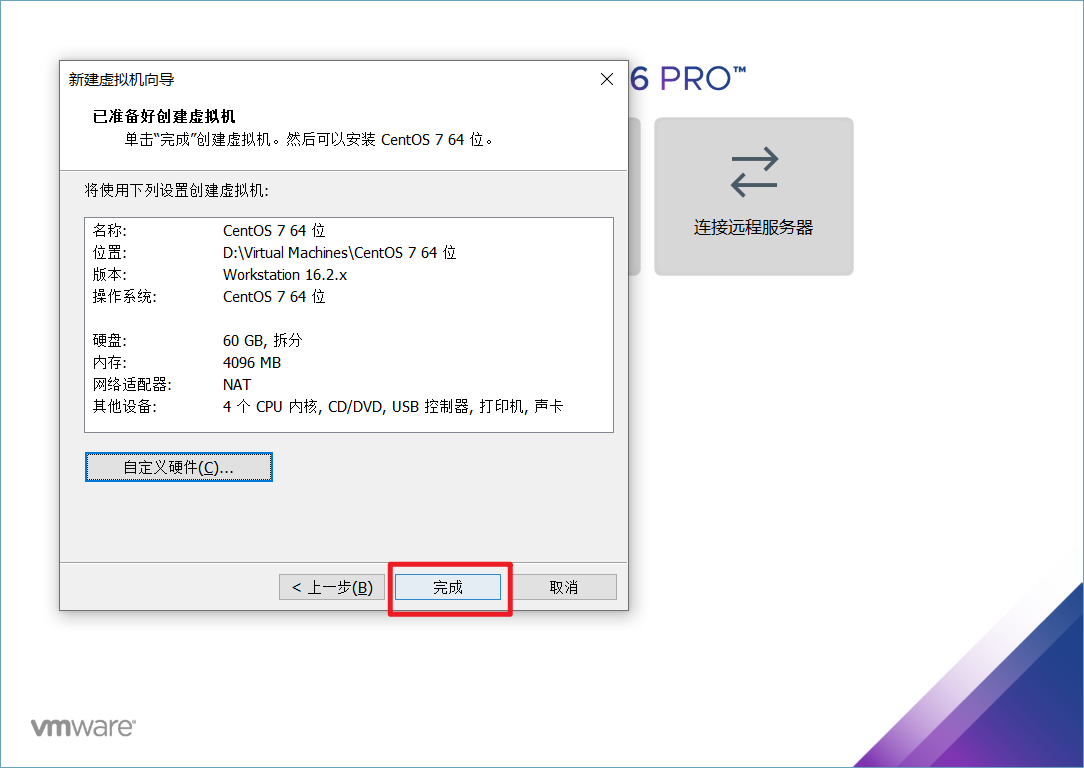 新建虚拟机向导
6 PRO™
已准备好创建虚拟机
单击“完成”创建虚拟机。然后可以安装 CentOS 7 64 位。
将使用下列设置创建虚拟机:
名称: CentOS 7 64 位
位置: D:\Virtual Machines\CentOS 7 64 位
版本: Workstation 16.2.x
操作系统: CentOS 7 64 位
硬盘: 60 GB, 拆分
内存: 4096 MB
网络适配器: NAT
其他设备: 4 个 CPU 内核, CD/DVD, USB 控制器, 打印机, 声卡
自定义硬件(C)...
< 上一步(B) 完成 取消
连接远程服务器
vmware®